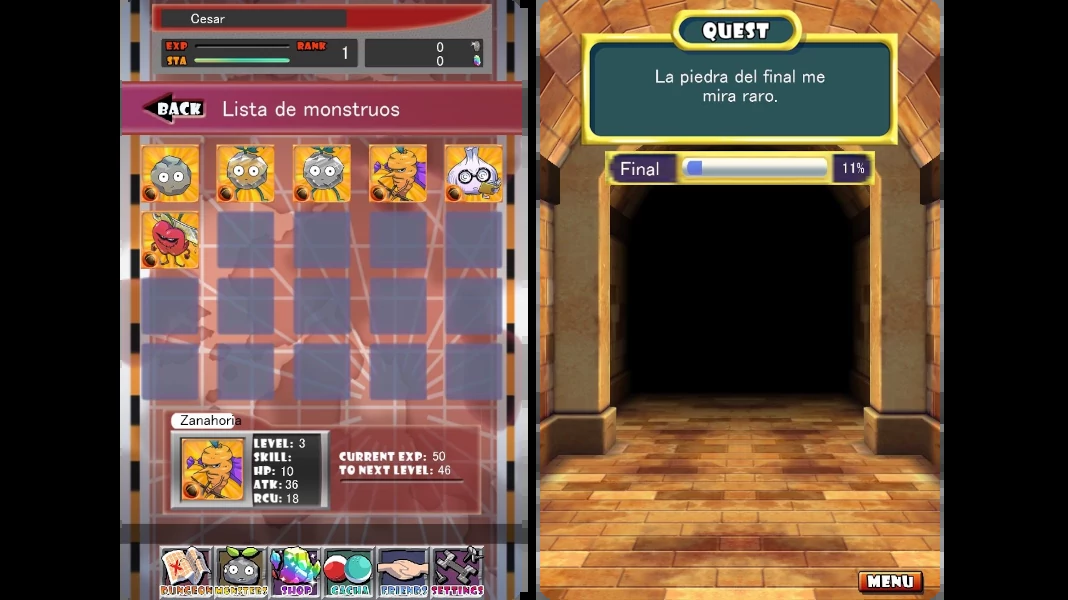 Cesar
EXP RANK 1 0
STA 0
BACK Lista de monstruos
Zanahoria
LEVEL: 3
SKILL:
HP: 10
ATK: 36
RCU: 18
CURRENT EXP: 50
TO NEXT LEVEL: 46
DUNGEON MONSTERS SHOP GACHA FRIENDS SETTINGS
QUEST
La piedra del final me
mira raro.
Final 11%
MENU